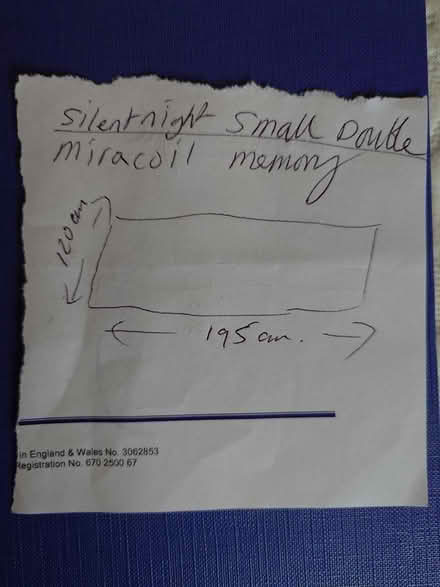 Silentnight Small Double
miracoil memory
120 cm
195 cm.
in England & Wales No. 3062853
Registration No. 670 2500 67